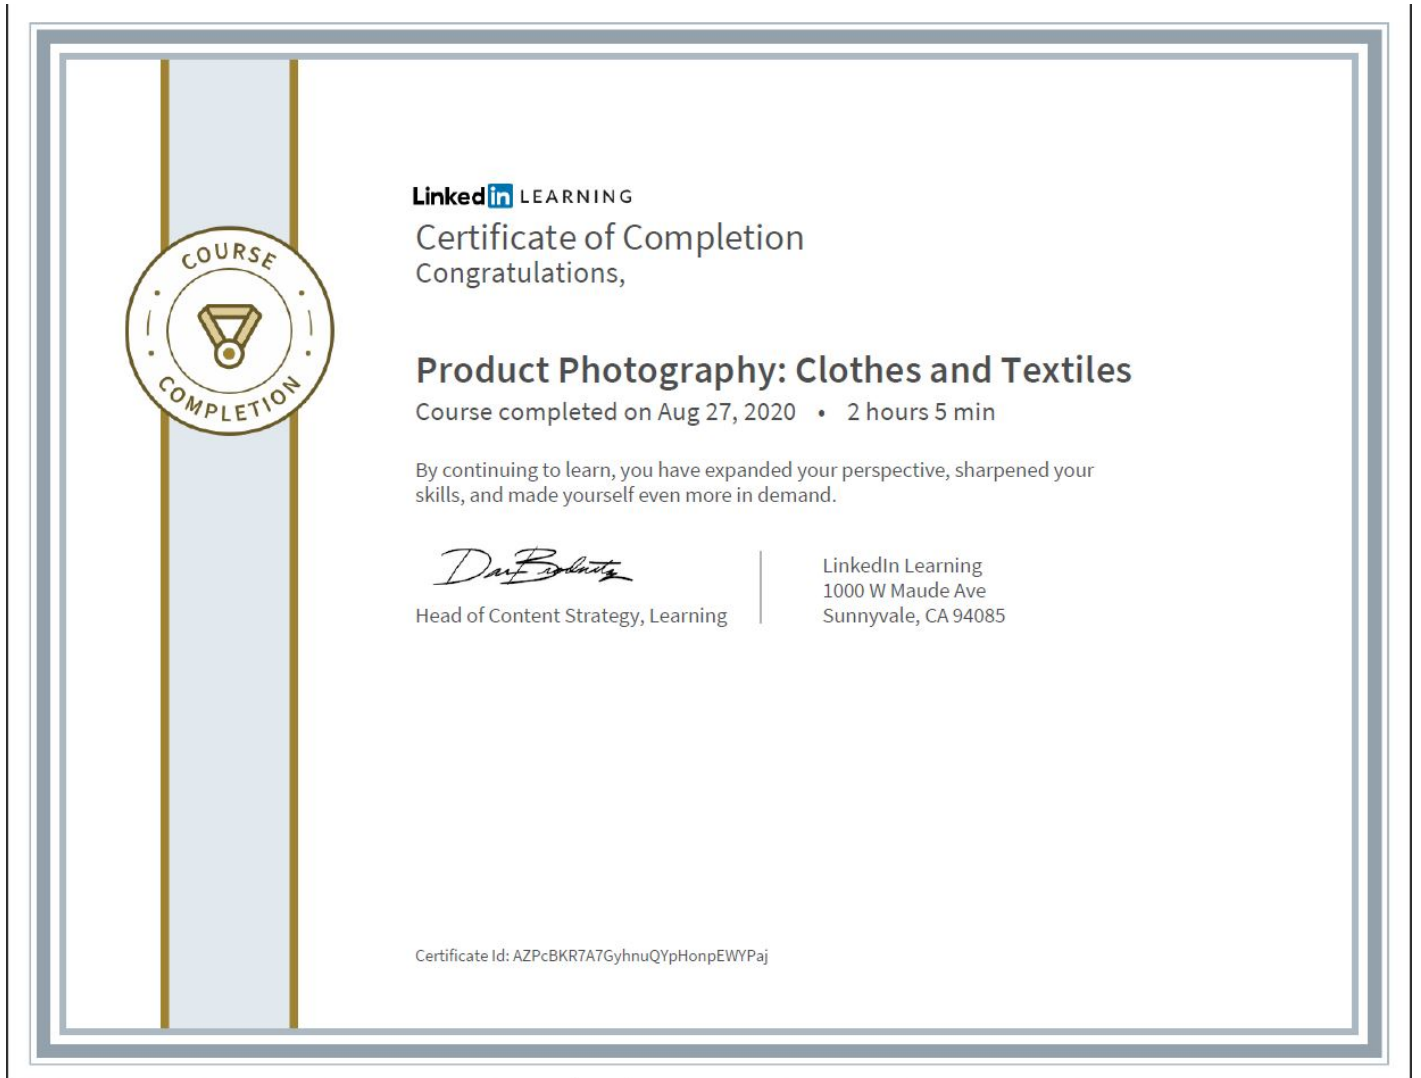 COURSE
COMPLETION
Linked in LEARNING
Certificate of Completion
Congratulations,
Product Photography: Clothes and Textiles
Course completed on Aug 27, 2020 • 2 hours 5 min
By continuing to learn, you have expanded your perspective, sharpened your
skills, and made yourself even more in demand.
Head of Content Strategy, Learning
LinkedIn Learning
1000 W Maude Ave
Sunnyvale, CA 94085
Certificate Id: AZPcBKR7A7GyhnuQYpHonpEWYPaj